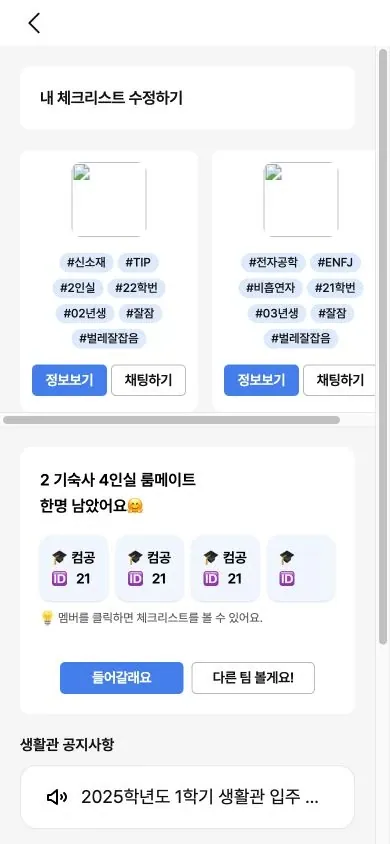 내 체크리스트 수정하기
#신소재 #TIP
#2인실 #22학번
#02년생 #잘잠
#벌레잘잡음
정보보기 채팅하기
#전자공학 #ENFJ
#비흡연자 #21학번
#03년생 #잘잠
#벌레잘잡음
정보보기 채팅하기
2 기숙사 4인실 룸메이트
한명 남았어요🤗
🎓 컴공
🆔 21
🎓 컴공
🆔 21
🎓 컴공
🆔 21
🎓
🆔
💡 멤버를 클릭하면 체크리스트를 볼 수 있어요.
들어갈래요 다른 팀 볼게요!
생활관 공지사항
2025학년도 1학기 생활관 입주 ...